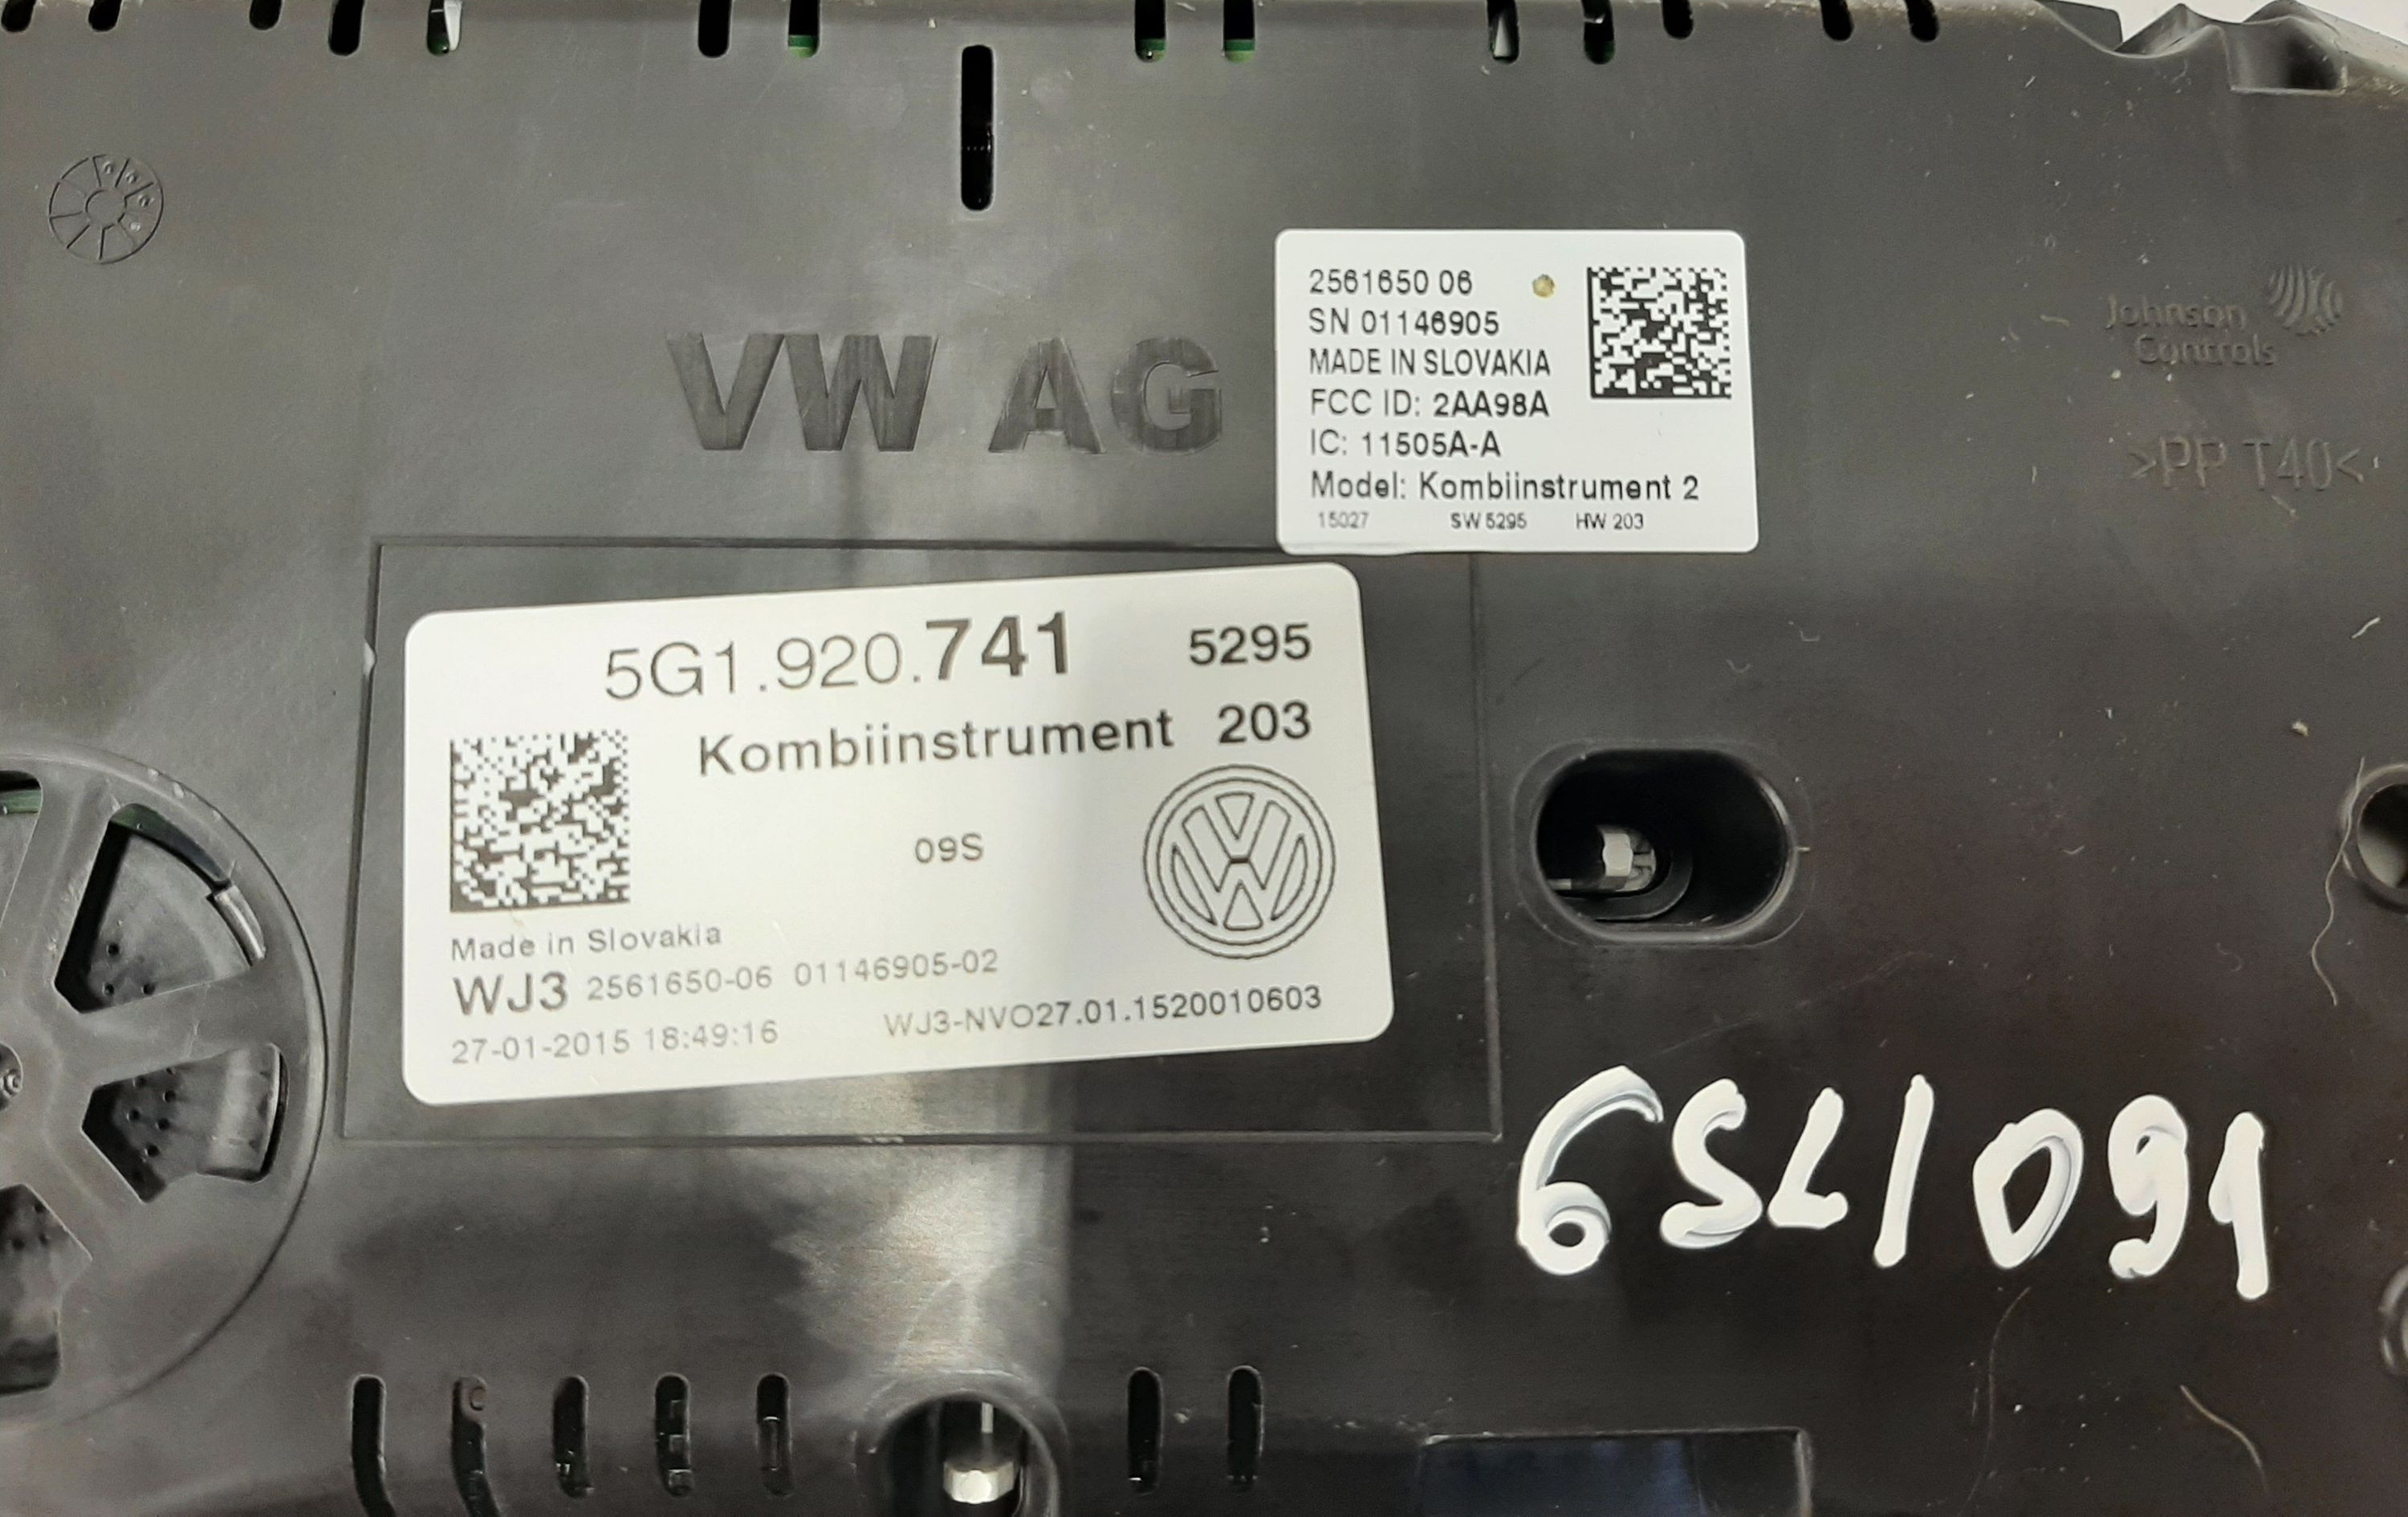 VW AG
2561650 06
SN 01146905
MADE IN SLOVAKIA
FCC ID: 2AA98A
IC: 11505A-A
Model: Kombiinstrument 2
15027 SW 5295 HW 203
Johnson
Controls
>PP T40<
5G1.920.741 5295
Kombiinstrument 203
09S
Made in Slovakia
WJ3 2561650-06 01146905-02
27-01-2015 18:49:16 WJ3-NVO27.01.1520010603